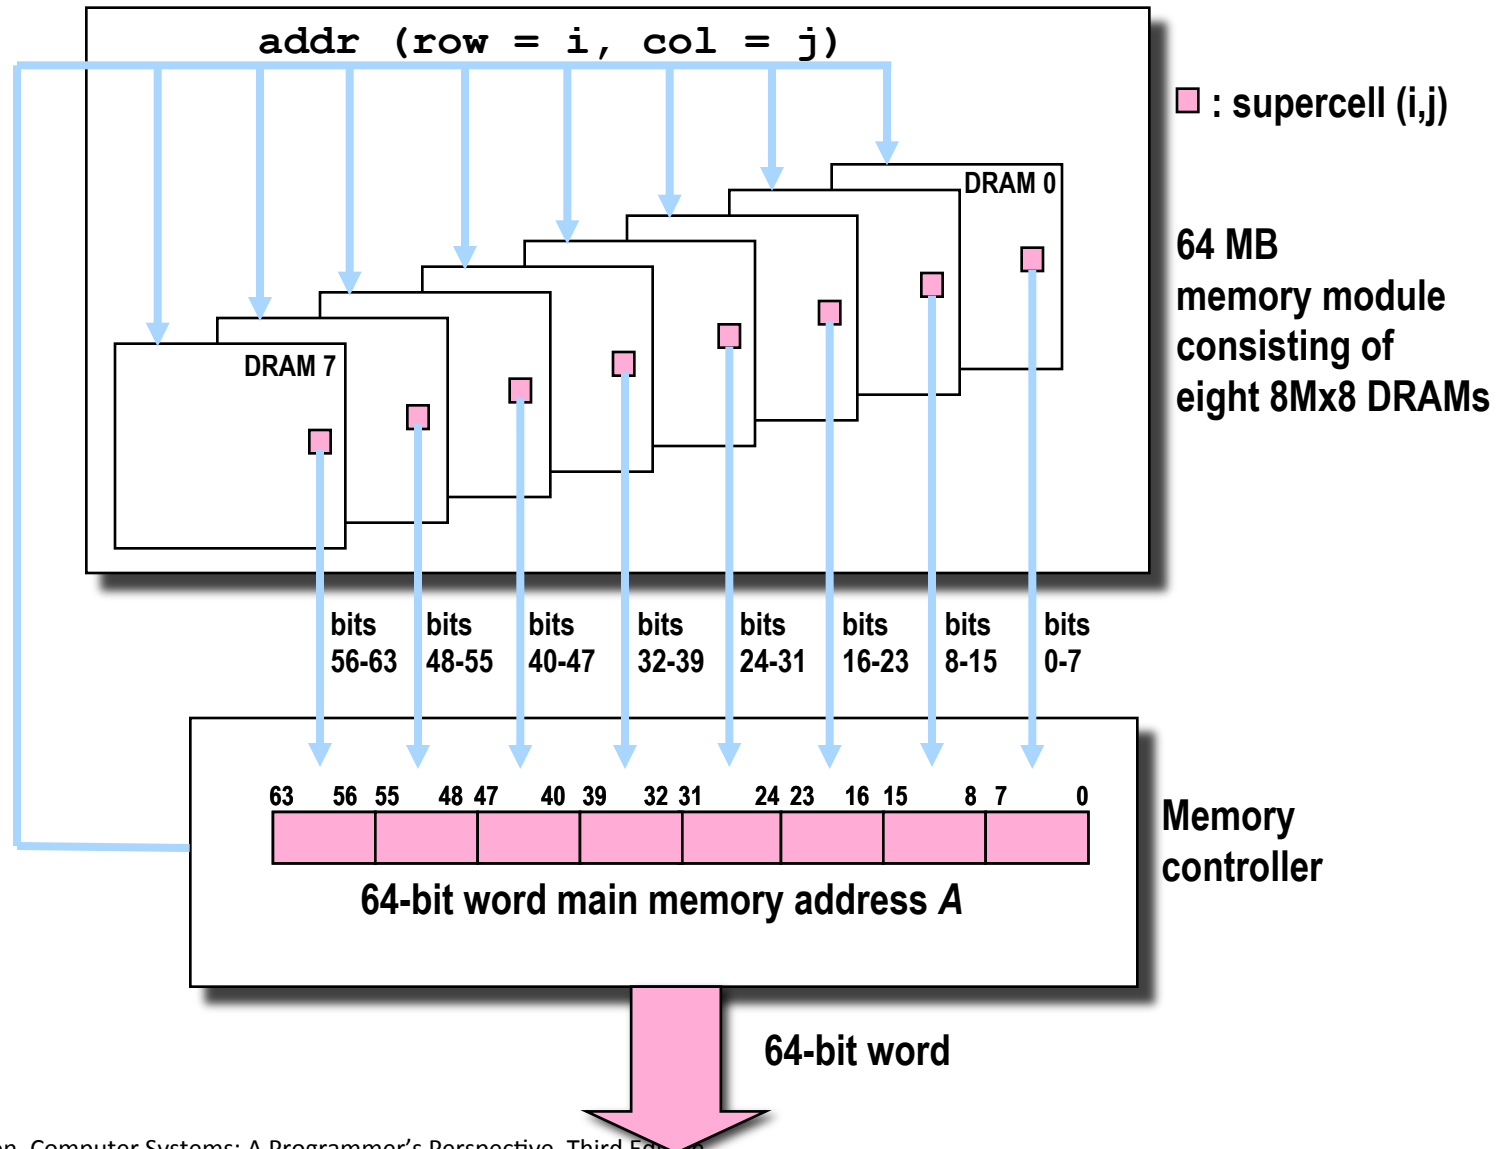 addr (row = i, col = j)
: supercell (i,j)
DRAM 0
64 MB
memory module
consisting of
eight 8Mx8 DRAMs
DRAM 7
bits
56-63
bits
48-55
bits
40-47
bits
32-39
bits
24-31
bits
16-23
bits
8-15
bits
0-7
63 56 55 48 47 40 39 32 31 24 23 16 15 8 7 0
64-bit word main memory address A
Memory
controller
64-bit word
Computer Systems: A Programmer's Perspective, Third